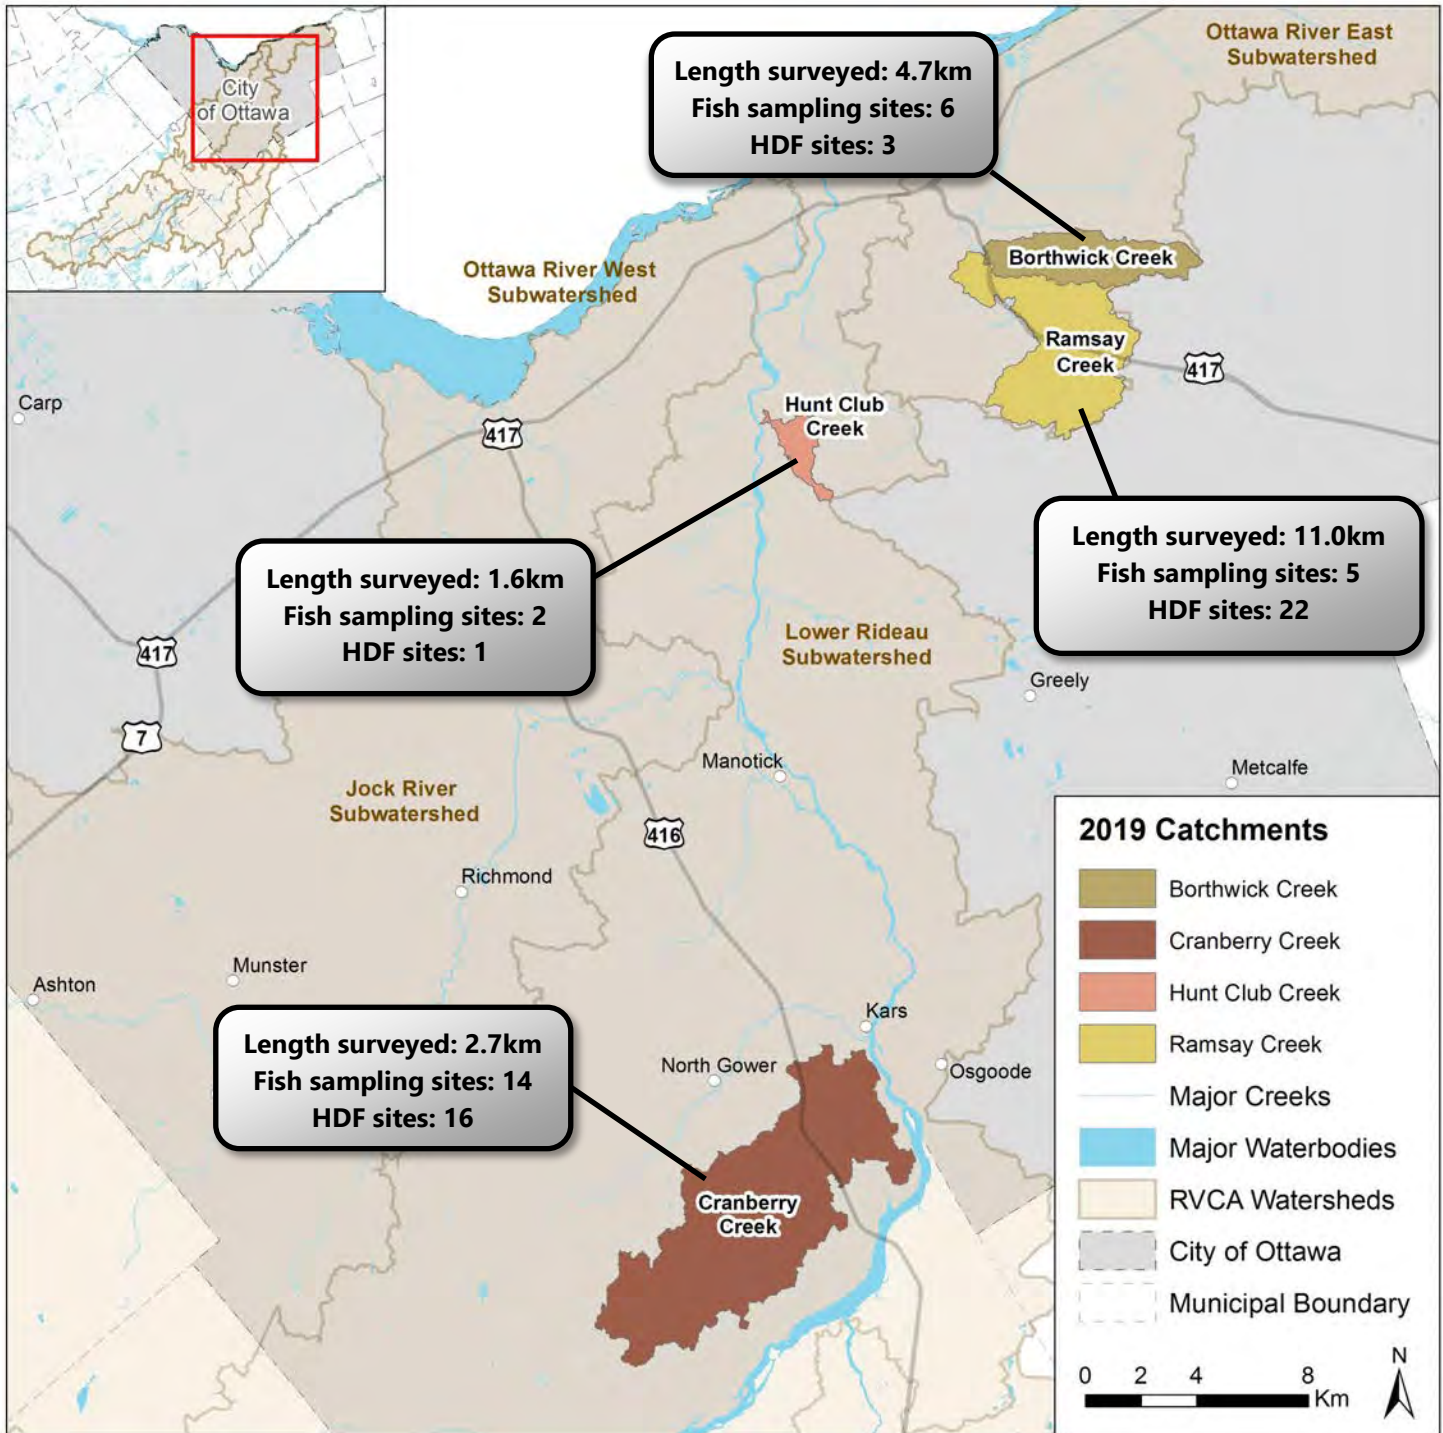 City
of Ottawa
Ottawa River East
Subwatershed
Length surveyed: 4.7km
Fish sampling sites: 6
HDF sites: 3
Borthwick Creek
Ottawa River West
Subwatershed
Ramsay
Creek
417
Carp
417
Hunt Club
Creek
Length surveyed: 11.0km
Fish sampling sites: 5
HDF sites: 22
Length surveyed: 1.6km
Fish sampling sites: 2
HDF sites: 1
417
7
Lower Rideau
Subwatershed
Greely
Manotick
Metcalfe
Jock River
Subwatershed
416
Richmond
Munster
Ashton
Kars
North Gower
Osgoode
Length surveyed: 2.7km
Fish sampling sites: 14
HDF sites: 16
Cranberry
Creek
2019 Catchments
Borthwick Creek
Cranberry Creek
Hunt Club Creek
Ramsay Creek
Major Creeks
Major Waterbodies
RVCA Watersheds
City of Ottawa
Municipal Boundary
0 2 4 8
Km
N